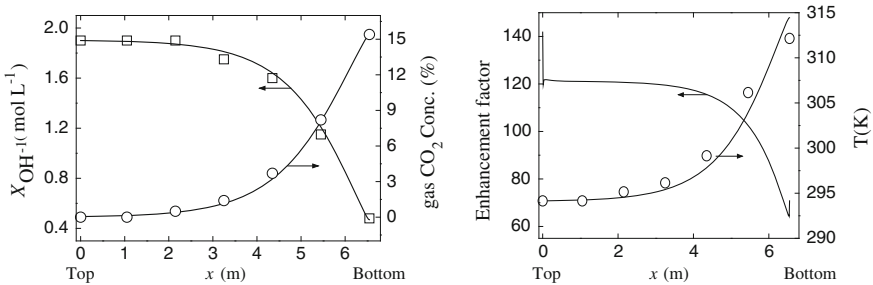 2.0
1.6
1.2
0.8
0.4
X OH⁻¹( mol L⁻¹)
15
12
9
6
3
0
gas CO₂ Conc. (%)
0 1 2 3 4 5 6
Top x (m) Bottom
140
120
100
80
60
Enhancement factor
315
310
305
300
295
290
T(K)
0 2 4 6
Top x (m) Bottom